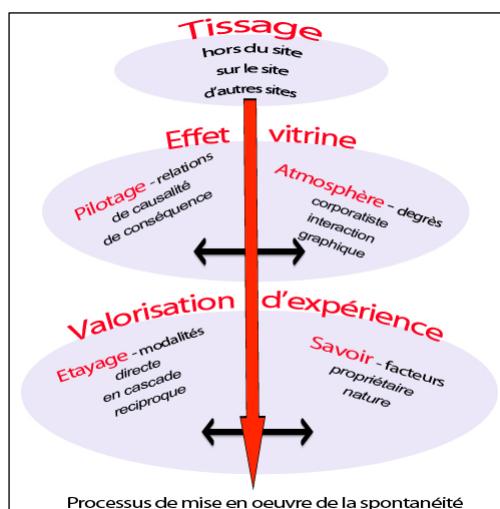 Tissage
hors du site
sur le site
d'autres sites
Effet vitrine
Pilotage - relations
de causalité
de conséquence
Atmosphère - degrès
corporatiste
interaction
graphique
Valorisation d'expérience
Etayage - modalités
directe
en cascade
reciproque
Savoir - facteurs
propriétaire
nature
Processus de mise en oeuvre de la spontanéité